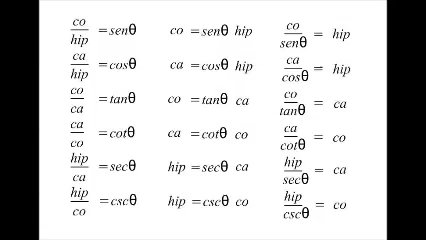 co/hip = senθ co = senθ hip co/senθ = hip
ca/hip = cosθ ca = cosθ hip ca/cosθ = hip
co/ca = tanθ co = tanθ ca co/tanθ = ca
ca/co = cotθ ca = cotθ co ca/cotθ = co
hip/ca = secθ hip = secθ ca hip/secθ = ca
hip/co = cscθ hip = cscθ co hip/cscθ = co